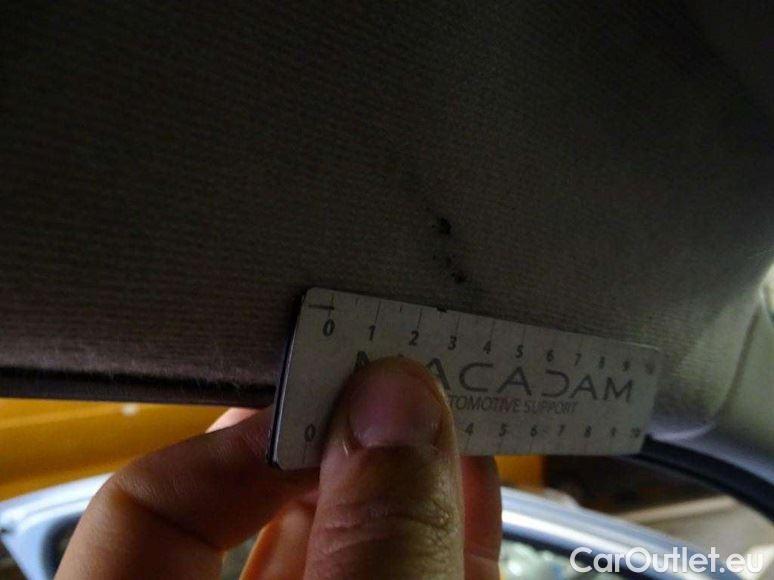 0 1 2 3 4 5 6 7 8 9 10
MACADAM
AUTOMOTIVE SUPPORT
0 4 5 6 7 8 9 10
CarOutlet.eu